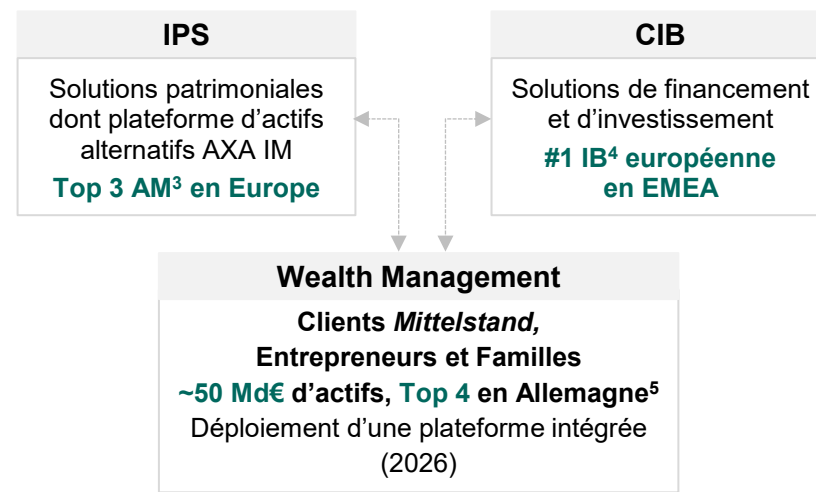 IPS
Solutions patrimoniales
dont plateforme d’actifs
alternatifs AXA IM
Top 3 AM³ en Europe
CIB
Solutions de financement
et d’investissement
#1 IB⁴ européenne
en EMEA
Wealth Management
Clients Mittelstand,
Entrepreneurs et Familles
~50 Md€ d’actifs, Top 4 en Allemagne⁵
Déploiement d’une plateforme intégrée
(2026)